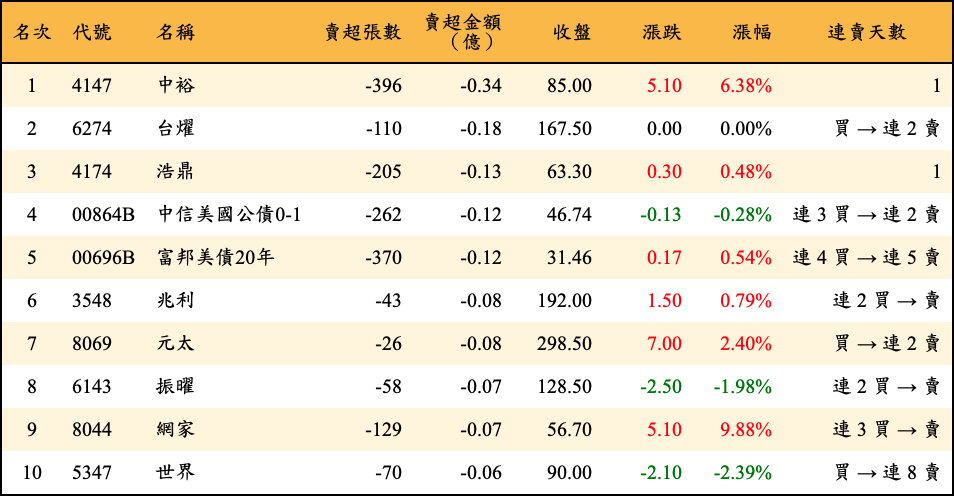 名次 代號 名稱 賣超張數 賣超金額（億） 收盤 漲跌 漲幅 連賣天數
1 4147 中裕 -396 -0.34 85.00 5.10 6.38% 1
2 6274 台燿 -110 -0.18 167.50 0.00 0.00% 買 → 連 2 賣
3 4174 浩鼎 -205 -0.13 63.30 0.30 0.48% 1
4 00864B 中信美國公債0-1 -262 -0.12 46.74 -0.13 -0.28% 連 3 買 → 連 2 賣
5 00696B 富邦美債20年 -370 -0.12 31.46 0.17 0.54% 連 4 買 → 連 5 賣
6 3548 兆利 -43 -0.08 192.00 1.50 0.79% 連 2 買 → 賣
7 8069 元太 -26 -0.08 298.50 7.00 2.40% 買 → 連 2 賣
8 6143 振曜 -58 -0.07 128.50 -2.50 -1.98% 連 2 買 → 賣
9 8044 網家 -129 -0.07 56.70 5.10 9.88% 連 3 買 → 賣
10 5347 世界 -70 -0.06 90.00 -2.10 -2.39% 買 → 連 8 賣